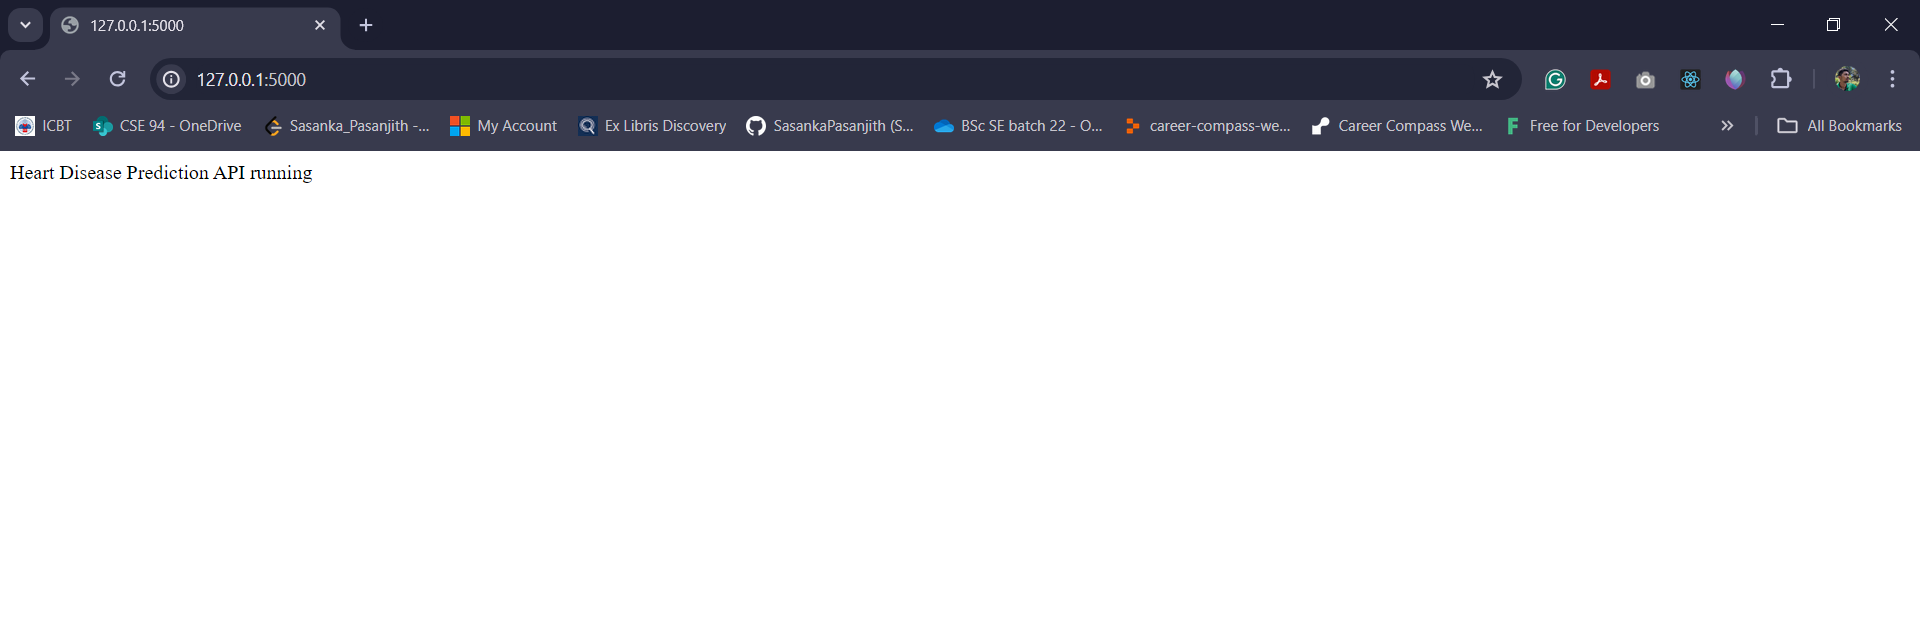 127.0.0.1:5000
127.0.0.1:5000
ICBT CSE 94 - OneDrive Sasanka_Pasanjith -... My Account Ex Libris Discovery SasankaPasanjith (S... BSc SE batch 22 - O... career-compass-we... Career Compass We... Free for Developers All Bookmarks
Heart Disease Prediction API running